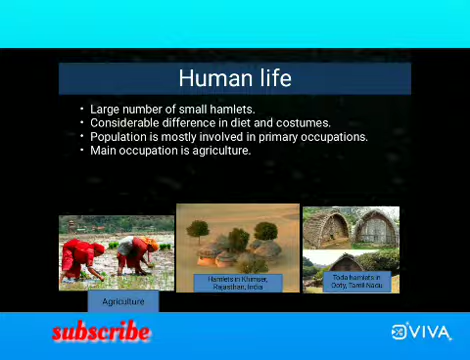 Human life
• Large number of small hamlets.
• Considerable difference in diet and costumes.
• Population is mostly involved in primary occupations.
• Main occupation is agriculture.
Hamlets in Khimsar,
Rajasthan, India
Toda hamlets in
Ooty, Tamil Nadu
Agriculture
subscribe
VIVA